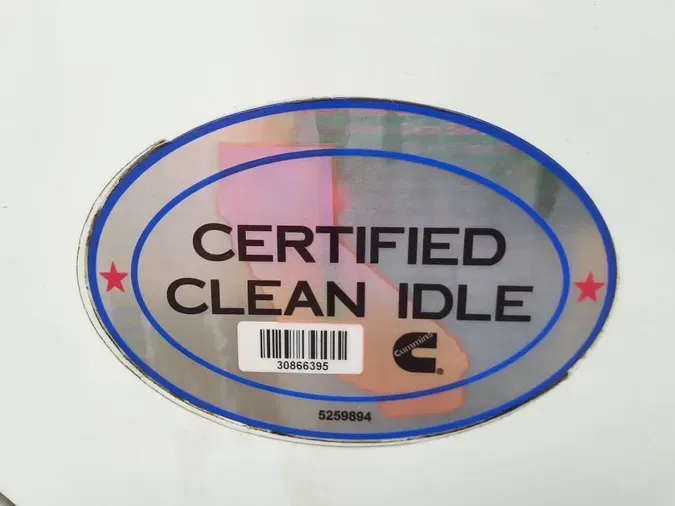 CERTIFIED
CLEAN IDLE
Cummins
30866395
5259894